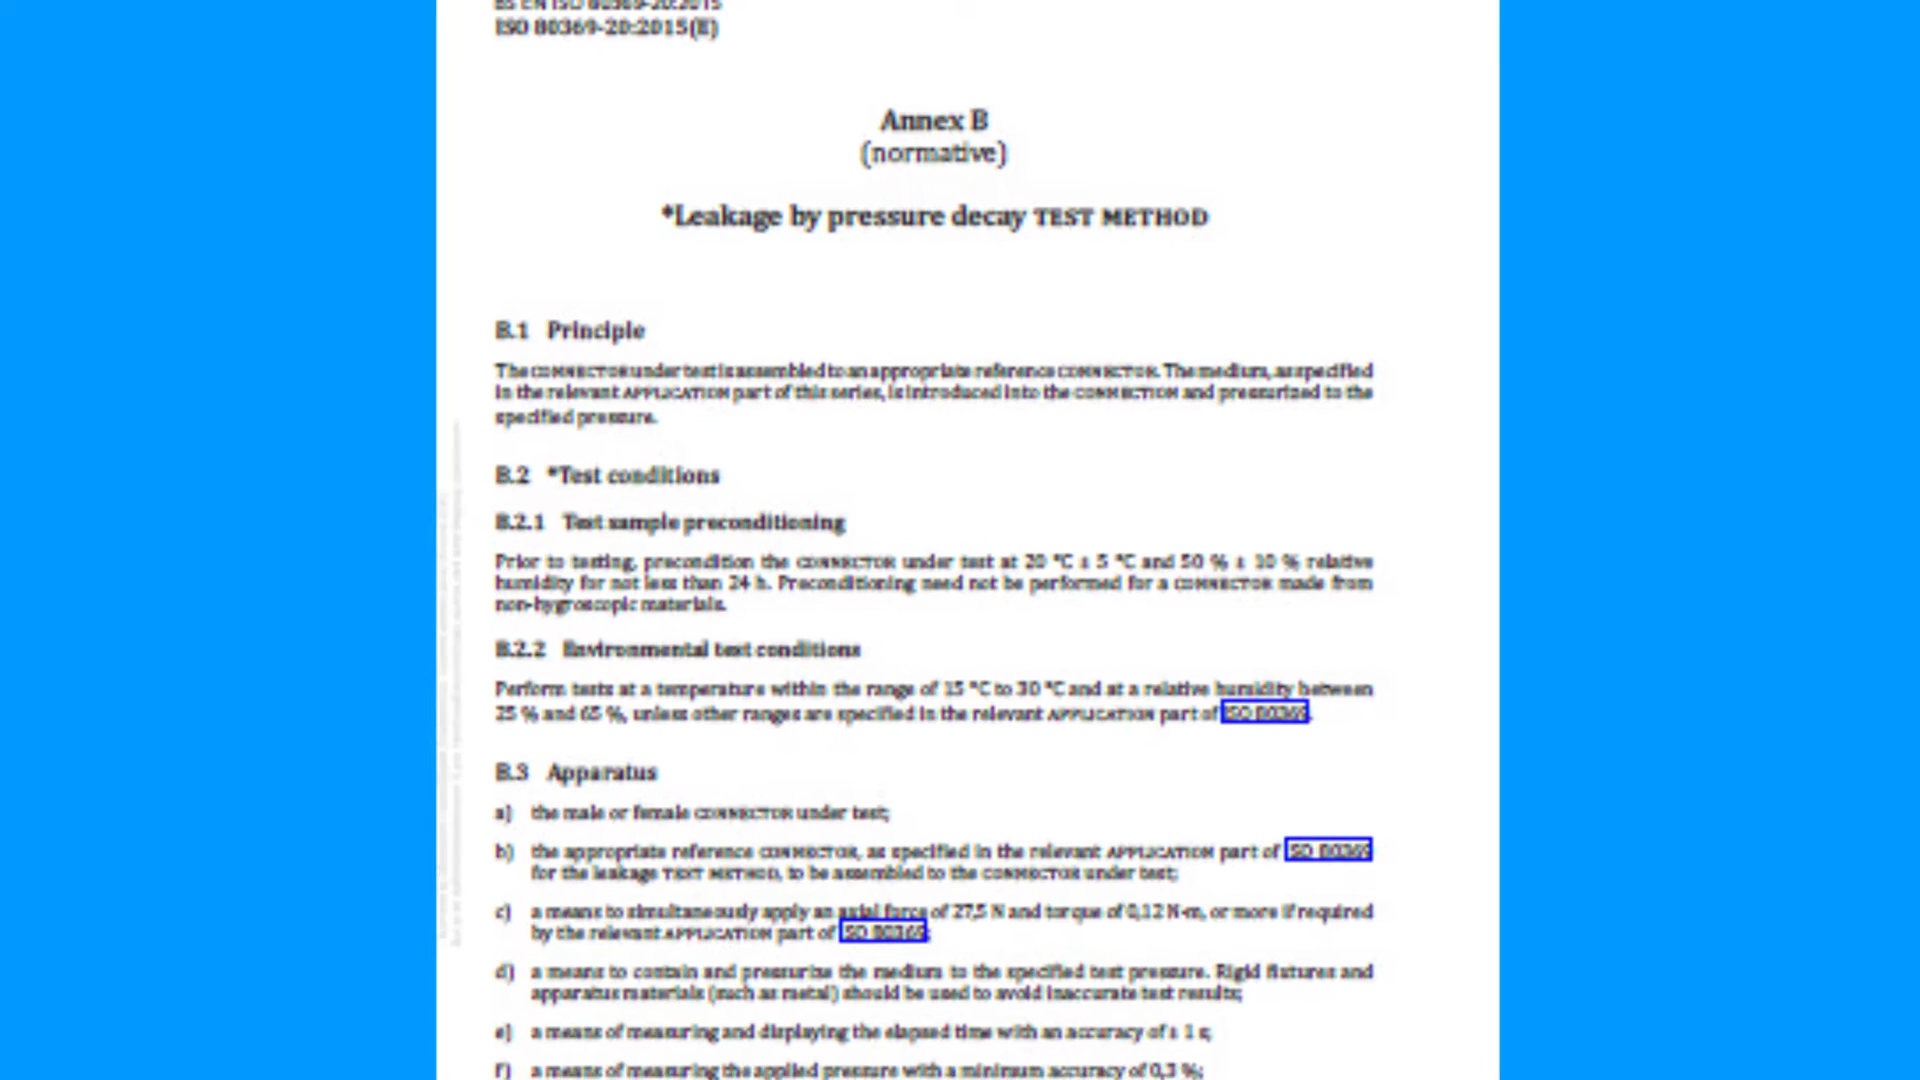 BS EN ISO 80369-20:2015
ISO 80369-20:2015(E)
Annex B
(normative)
*Leakage by pressure decay TEST METHOD
B.1 Principle
The CONNECTOR under test is assembled to an appropriate reference CONNECTOR. The medium, as specified
in the relevant APPLICATION part of this series, is introduced into the CONNECTION and pressurized to the
specified pressure.
B.2 *Test conditions
B.2.1 Test sample preconditioning
Prior to testing, precondition the CONNECTOR under test at 20 °C ± 5 °C and 50 % ± 10 % relative
humidity for not less than 24 h. Preconditioning need not be performed for a CONNECTOR made from
non-hygroscopic materials.
B.2.2 Environmental test conditions
Perform tests at a temperature within the range of 15 °C to 30 °C and at a relative humidity between
25 % and 65 %, unless other ranges are specified in the relevant APPLICATION part of ISO 80369.
B.3 Apparatus
a) the male or female CONNECTOR under test;
b) the appropriate reference CONNECTOR, as specified in the relevant APPLICATION part of ISO 80369
for the leakage TEST METHOD, to be assembled to the CONNECTOR under test;
c) a means to simultaneously apply an axial force of 27,5 N and torque of 0,12 N·m, or more if required
by the relevant APPLICATION part of ISO 80369;
d) a means to contain and pressurize the medium to the specified test pressure. Rigid fixtures and
apparatus materials (such as metal) should be used to avoid inaccurate test results;
e) a means of measuring and displaying the elapsed time with an accuracy of ± 1 s;
f) a means of measuring the applied pressure with a minimum accuracy of 0,3 %;